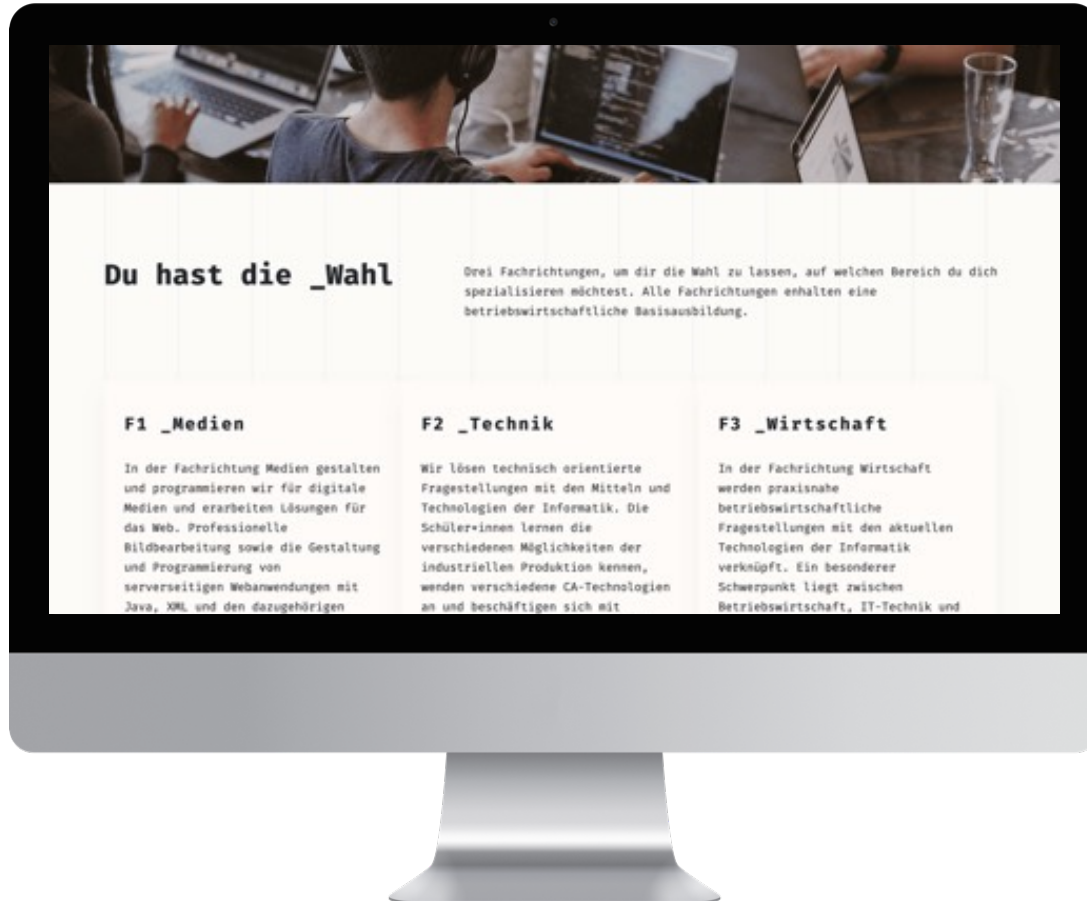 Du hast die _Wahl
Drei Fachrichtungen, um dir die Wahl zu lassen, auf welchen Bereich du dich
spezialisieren möchtest. Alle Fachrichtungen enhalten eine
betriebswirtschaftliche Basisausbildung.
F1 _Medien
In der Fachrichtung Medien gestalten
und programmieren wir für digitale
Medien und erarbeiten Lösungen für
das Web. Professionelle
Bildbearbeitung sowie die Gestaltung
und Programmierung von
serverseitigen Webanwendungen mit
Java, XML und den dazugehörigen
F2 _Technik
Wir lösen technisch orientierte
Fragestellungen mit den Mitteln und
Technologien der Informatik. Die
Schüler*innen lernen die
verschiedenen Möglichkeiten der
industriellen Produktion kennen,
wenden verschiedene CA-Technologien
an und beschäftigen sich mit
F3 _Wirtschaft
In der Fachrichtung Wirtschaft
werden praxisnahe
betriebswirtschaftliche
Fragestellungen mit den aktuellen
Technologien der Informatik
verknüpft. Ein besonderer
Schwerpunkt liegt zwischen
Betriebswirtschaft, IT-Technik und